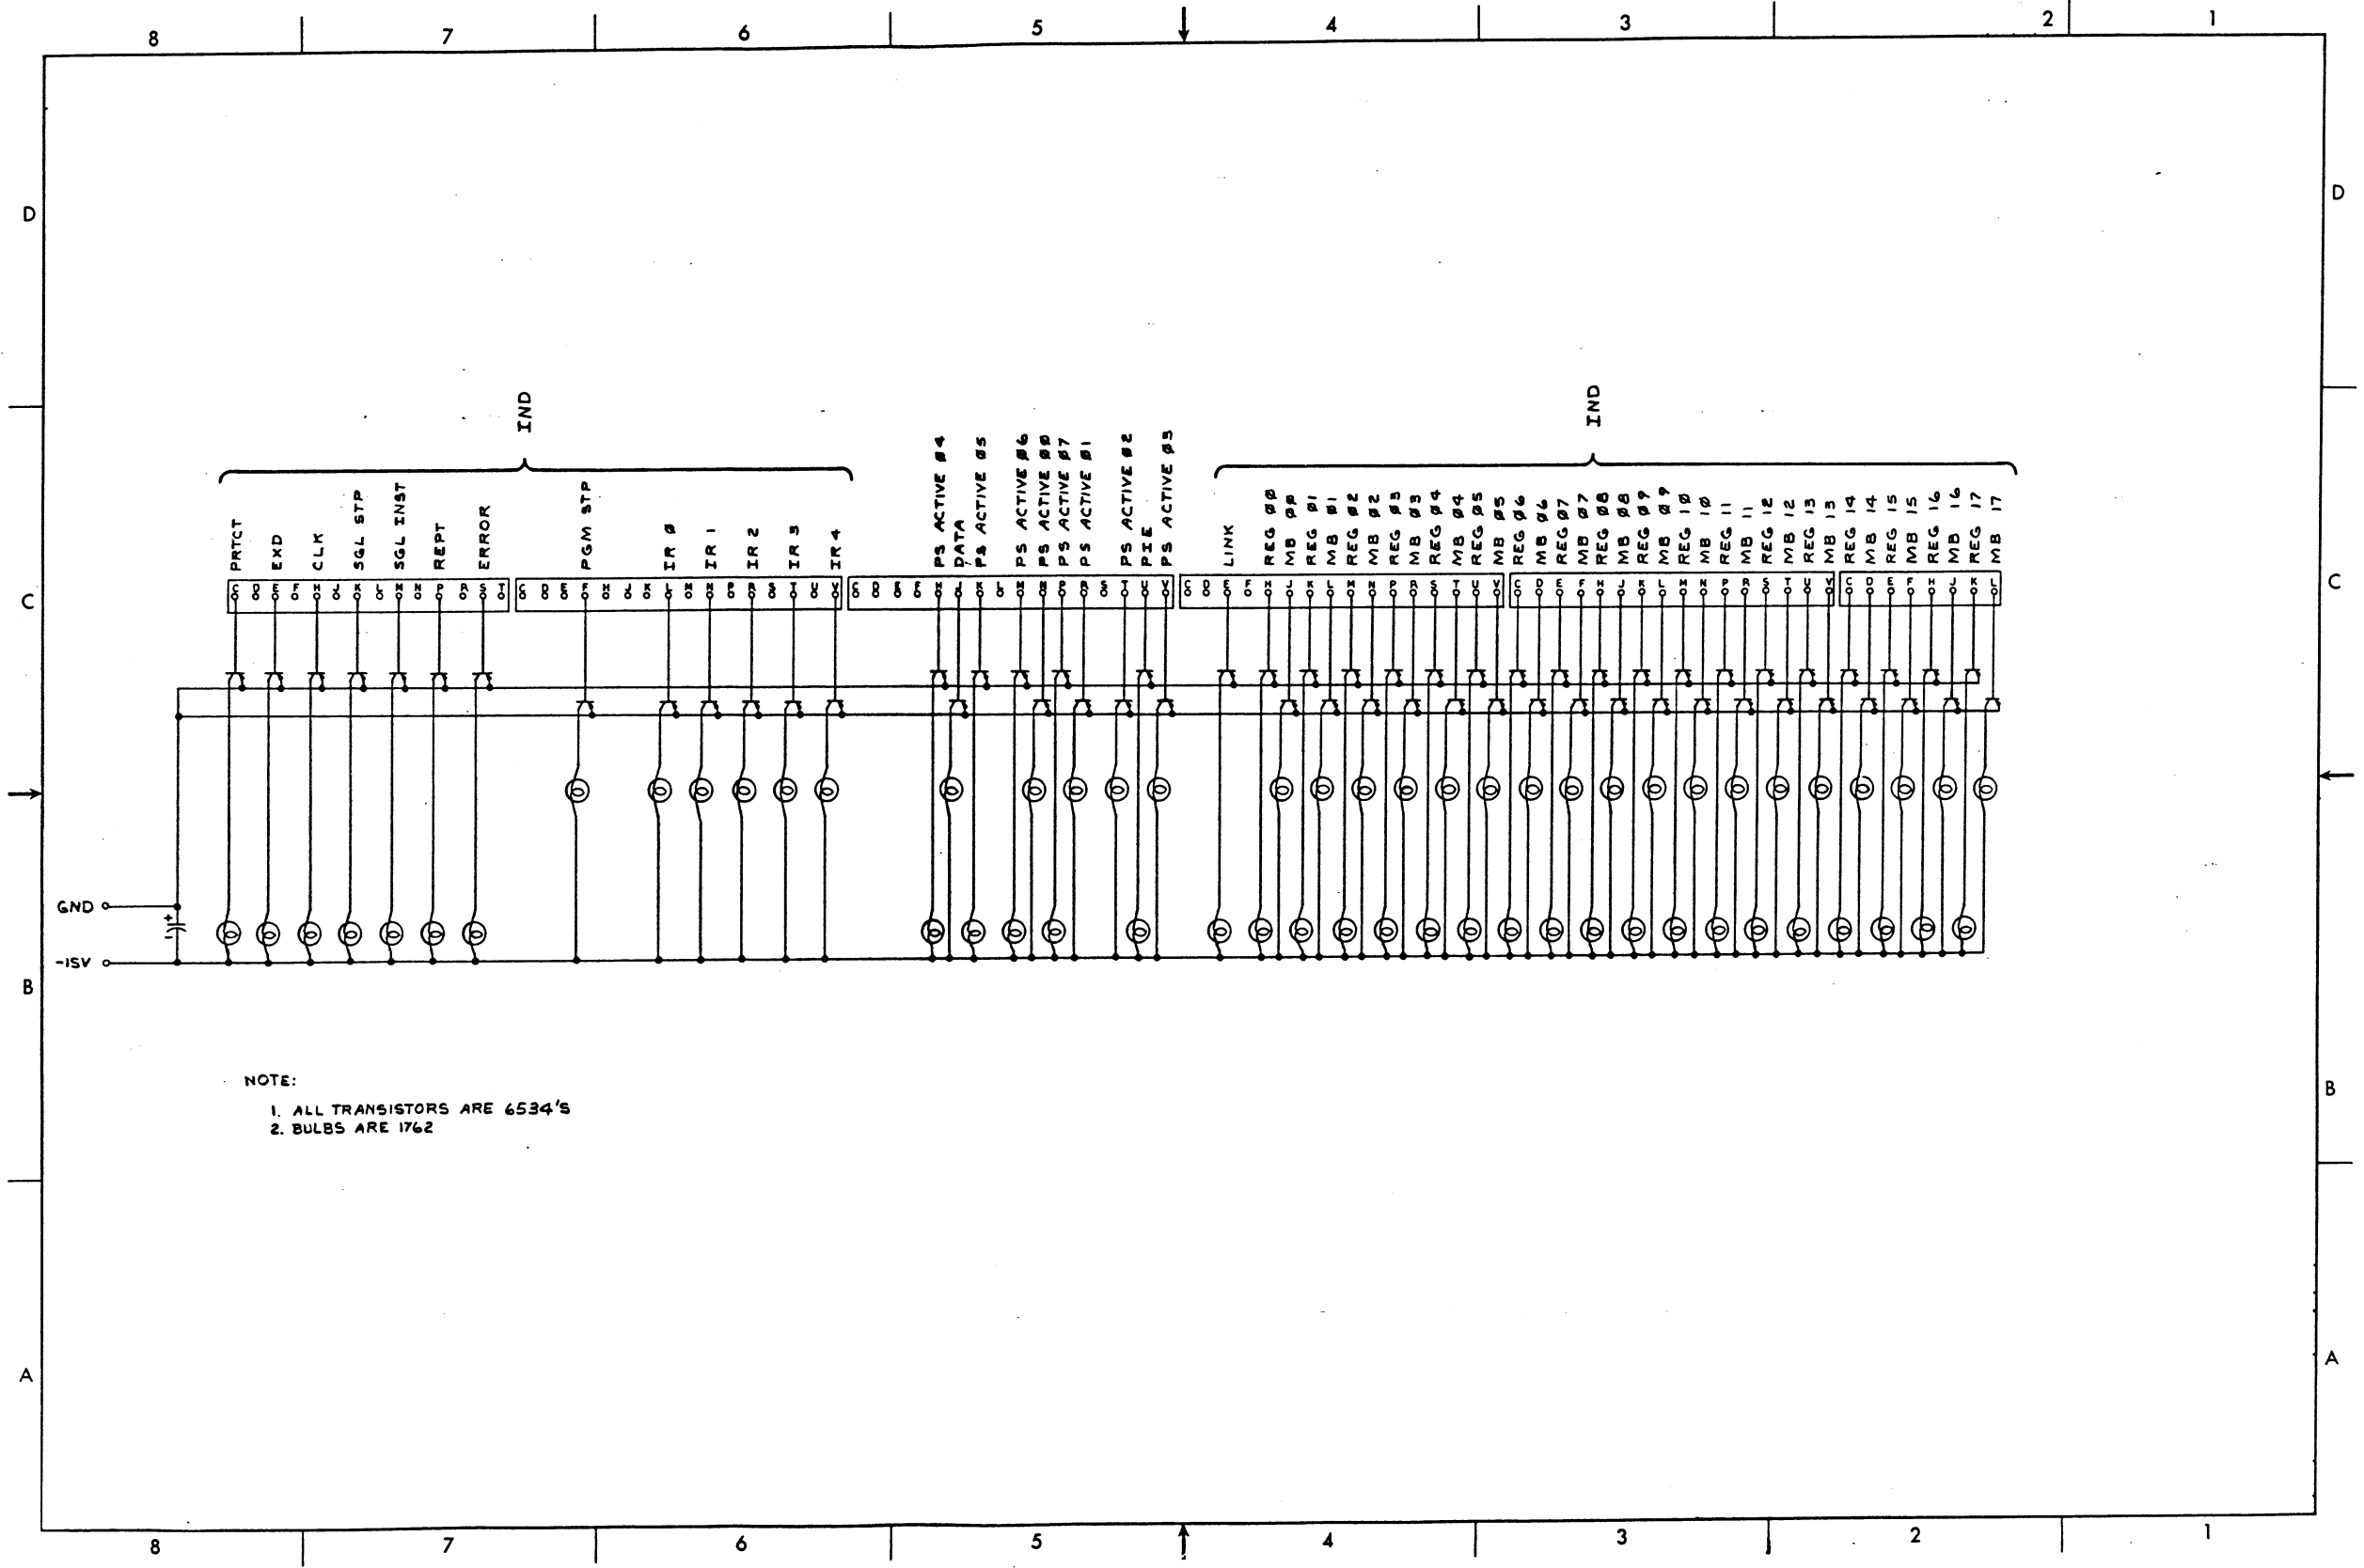 8 7 6 5 4 3 2 1
D D
IND IND
PRTCT
EXD
CLK
SGL STP
SGL INST
REPT
ERROR
PGM STP
IR Ø
IR 1
IR 2
IR 3
IR 4
PS ACTIVE Ø4
DATA
PS ACTIVE Ø5
PS ACTIVE Ø6
PS ACTIVE ØØ
PS ACTIVE Ø7
PS ACTIVE Ø1
PS ACTIVE Ø2
PIE
PS ACTIVE Ø3
LINK
REG ØØ
MB ØØ
REG Ø1
MB Ø1
REG Ø2
MB Ø2
REG Ø3
MB Ø3
REG Ø4
MB Ø4
REG Ø5
MB Ø5
REG Ø6
MB Ø6
REG Ø7
MB Ø7
REG Ø8
MB Ø8
REG Ø9
MB Ø9
REG 1Ø
MB 1Ø
REG 11
MB 11
REG 12
MB 12
REG 13
MB 13
REG 14
MB 14
REG 15
MB 15
REG 16
MB 16
REG 17
MB 17
C C
C D E F H J K L M N P R S T
C D E F H J K L M N P R S T U V
C D E F H J K L M N P R S T U V
C D E F H J K L M N P R S T U V
C D E F H J K L M N P R S T U V
C D E F H J K L
GND
+
-
-15V
B B
NOTE:
1. ALL TRANSISTORS ARE 6534'S
2. BULBS ARE 1762
A A
8 7 6 5 4 3 2 1